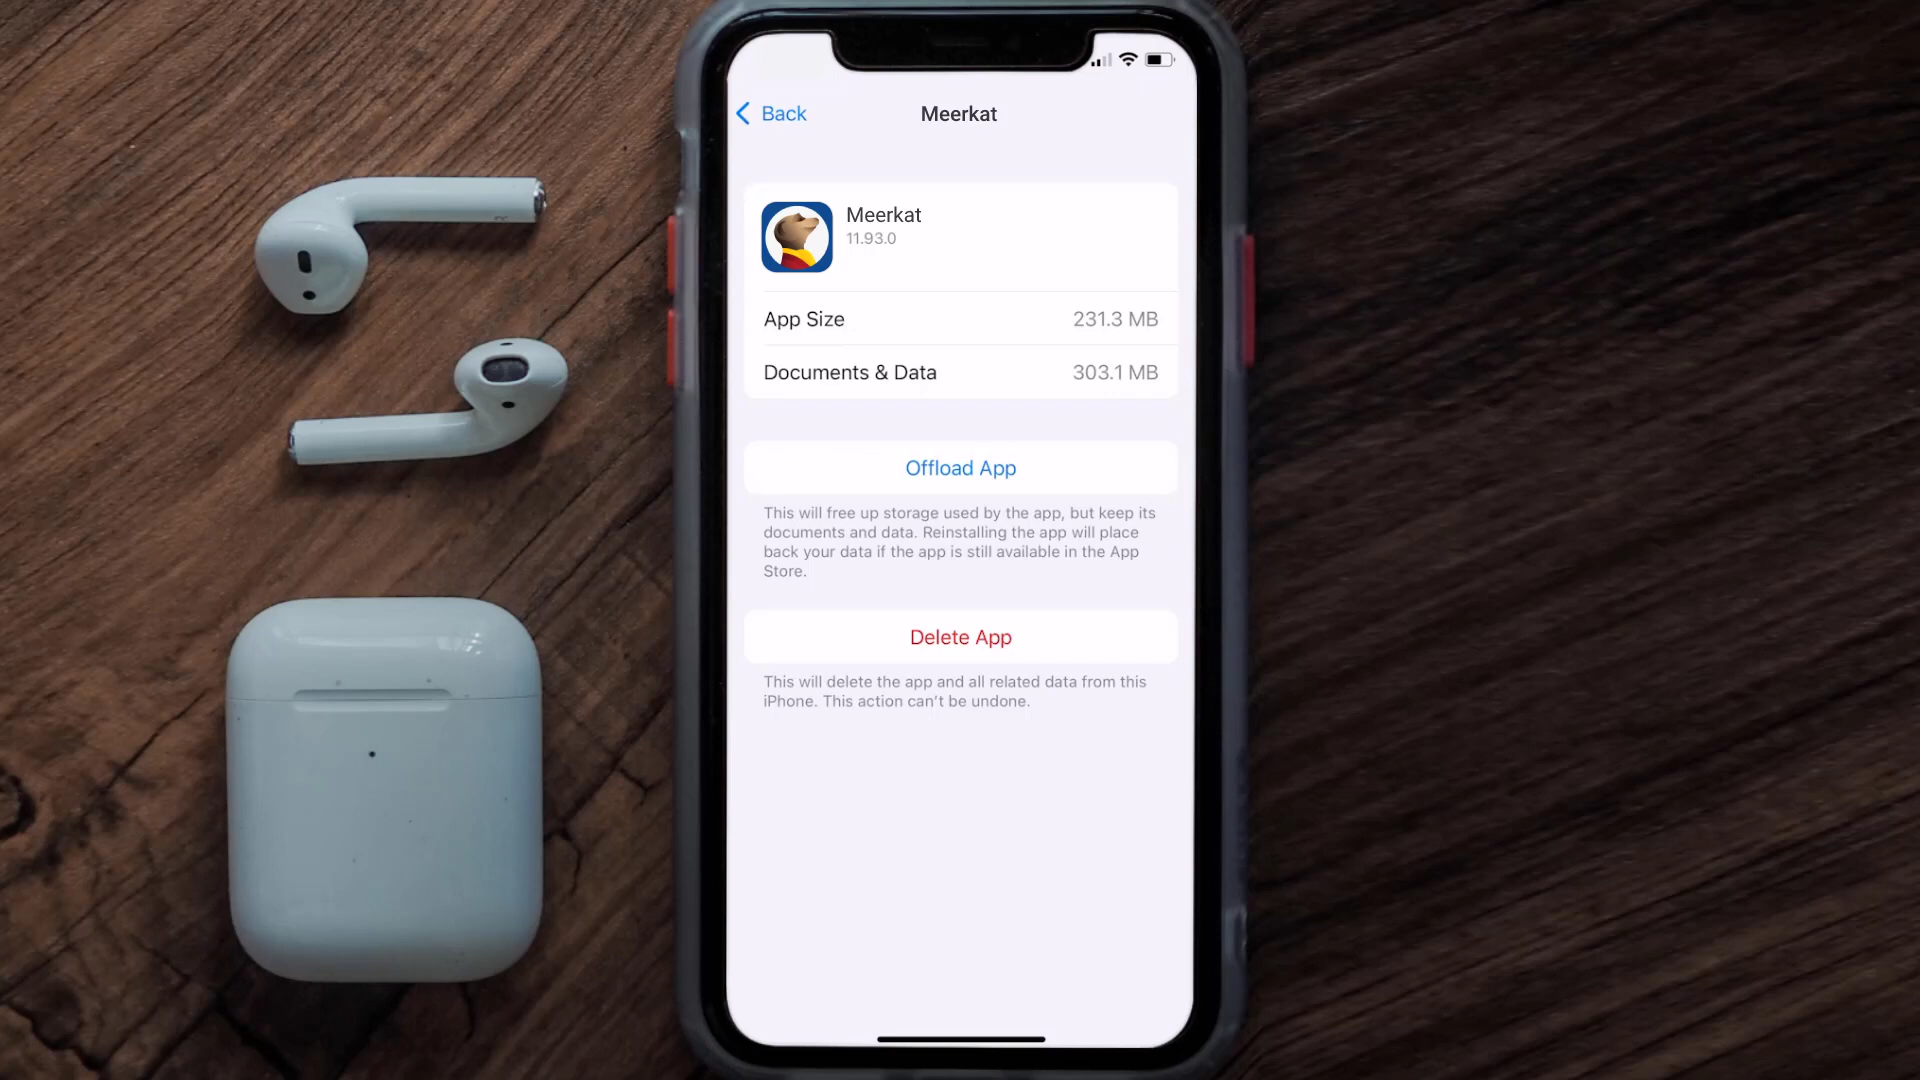 Back
Meerkat
Meerkat
11.93.0
App Size 231.3 MB
Documents & Data 303.1 MB
Offload App
This will free up storage used by the app, but keep its
documents and data. Reinstalling the app will place
back your data if the app is still available in the App
Store.
Delete App
This will delete the app and all related data from this
iPhone. This action can't be undone.